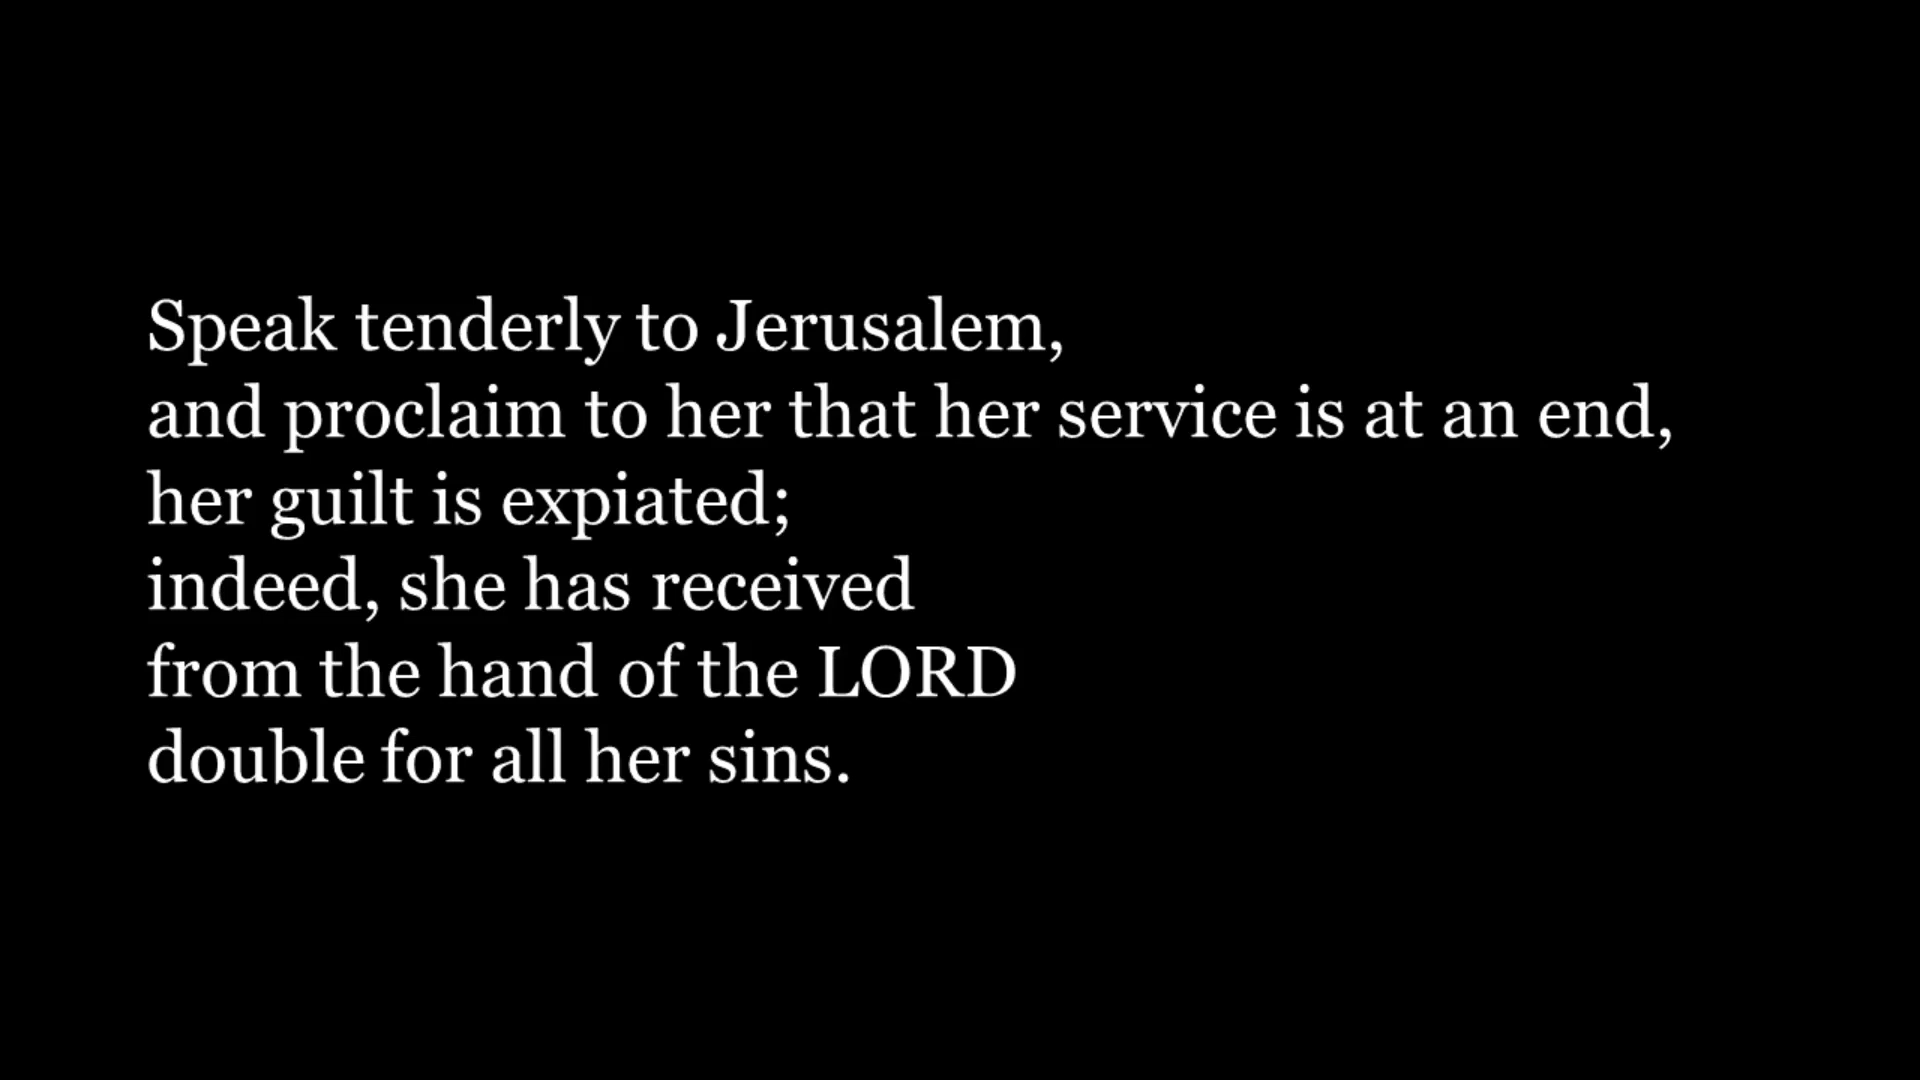 Speak tenderly to Jerusalem,
and proclaim to her that her service is at an end,
her guilt is expiated;
indeed, she has received
from the hand of the LORD
double for all her sins.